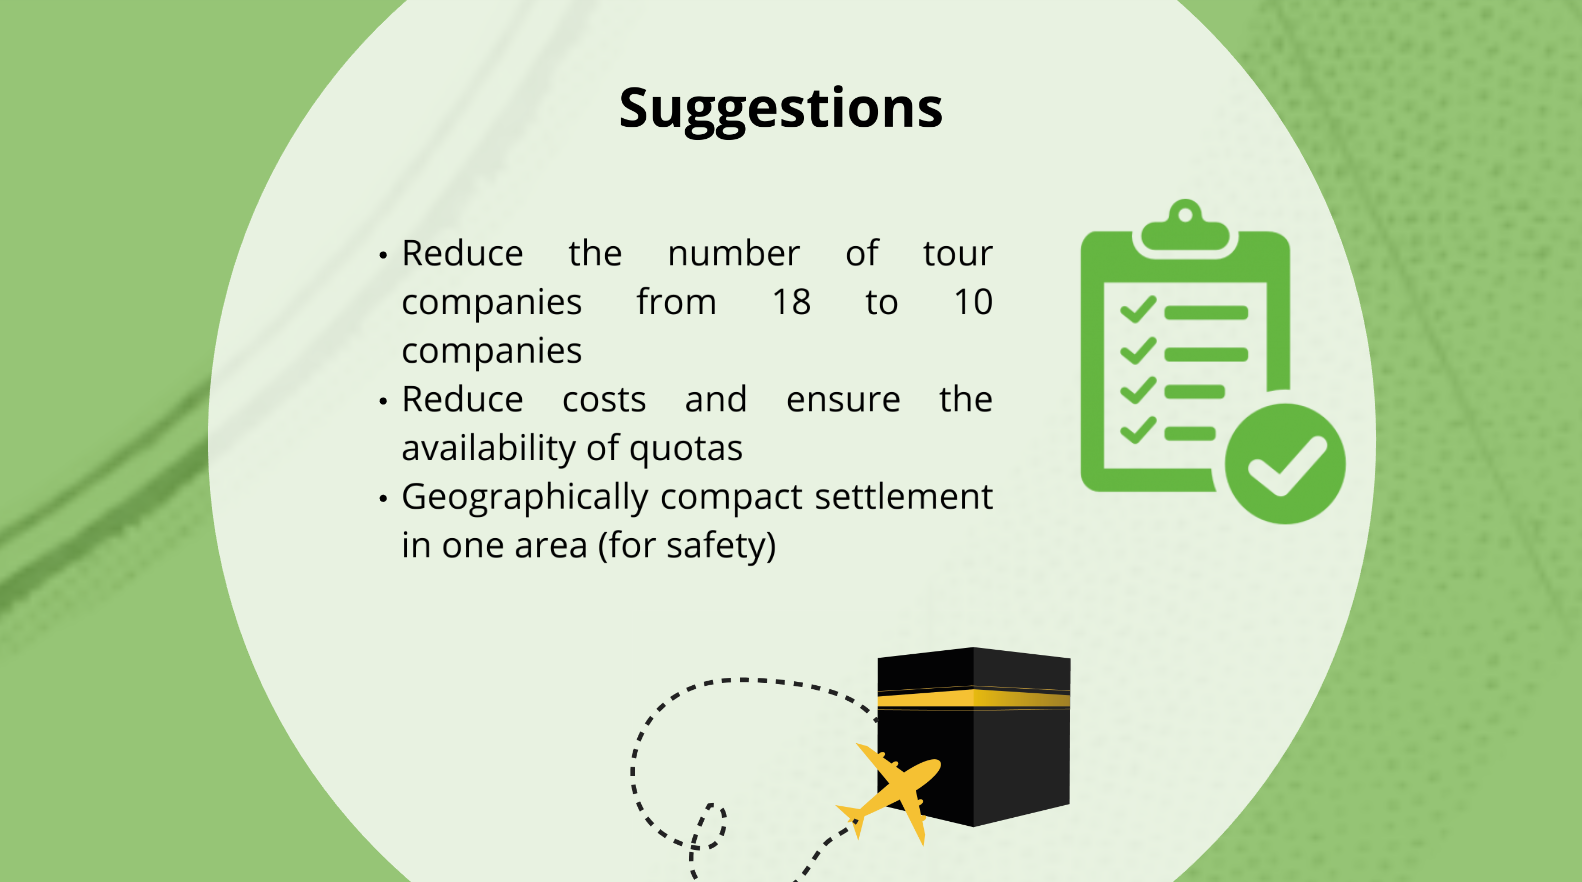 Suggestions
• Reduce the number of tour
companies from 18 to 10
companies
• Reduce costs and ensure the
availability of quotas
• Geographically compact settlement
in one area (for safety)